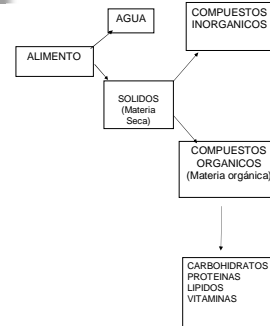 AGUA
COMPUESTOS
INORGANICOS
ALIMENTO
SOLIDOS
(Materia
Seca)
COMPUESTOS
ORGANICOS
(Materia orgánica)
CARBOHIDRATOS
PROTEINAS
LIPIDOS
VITAMINAS